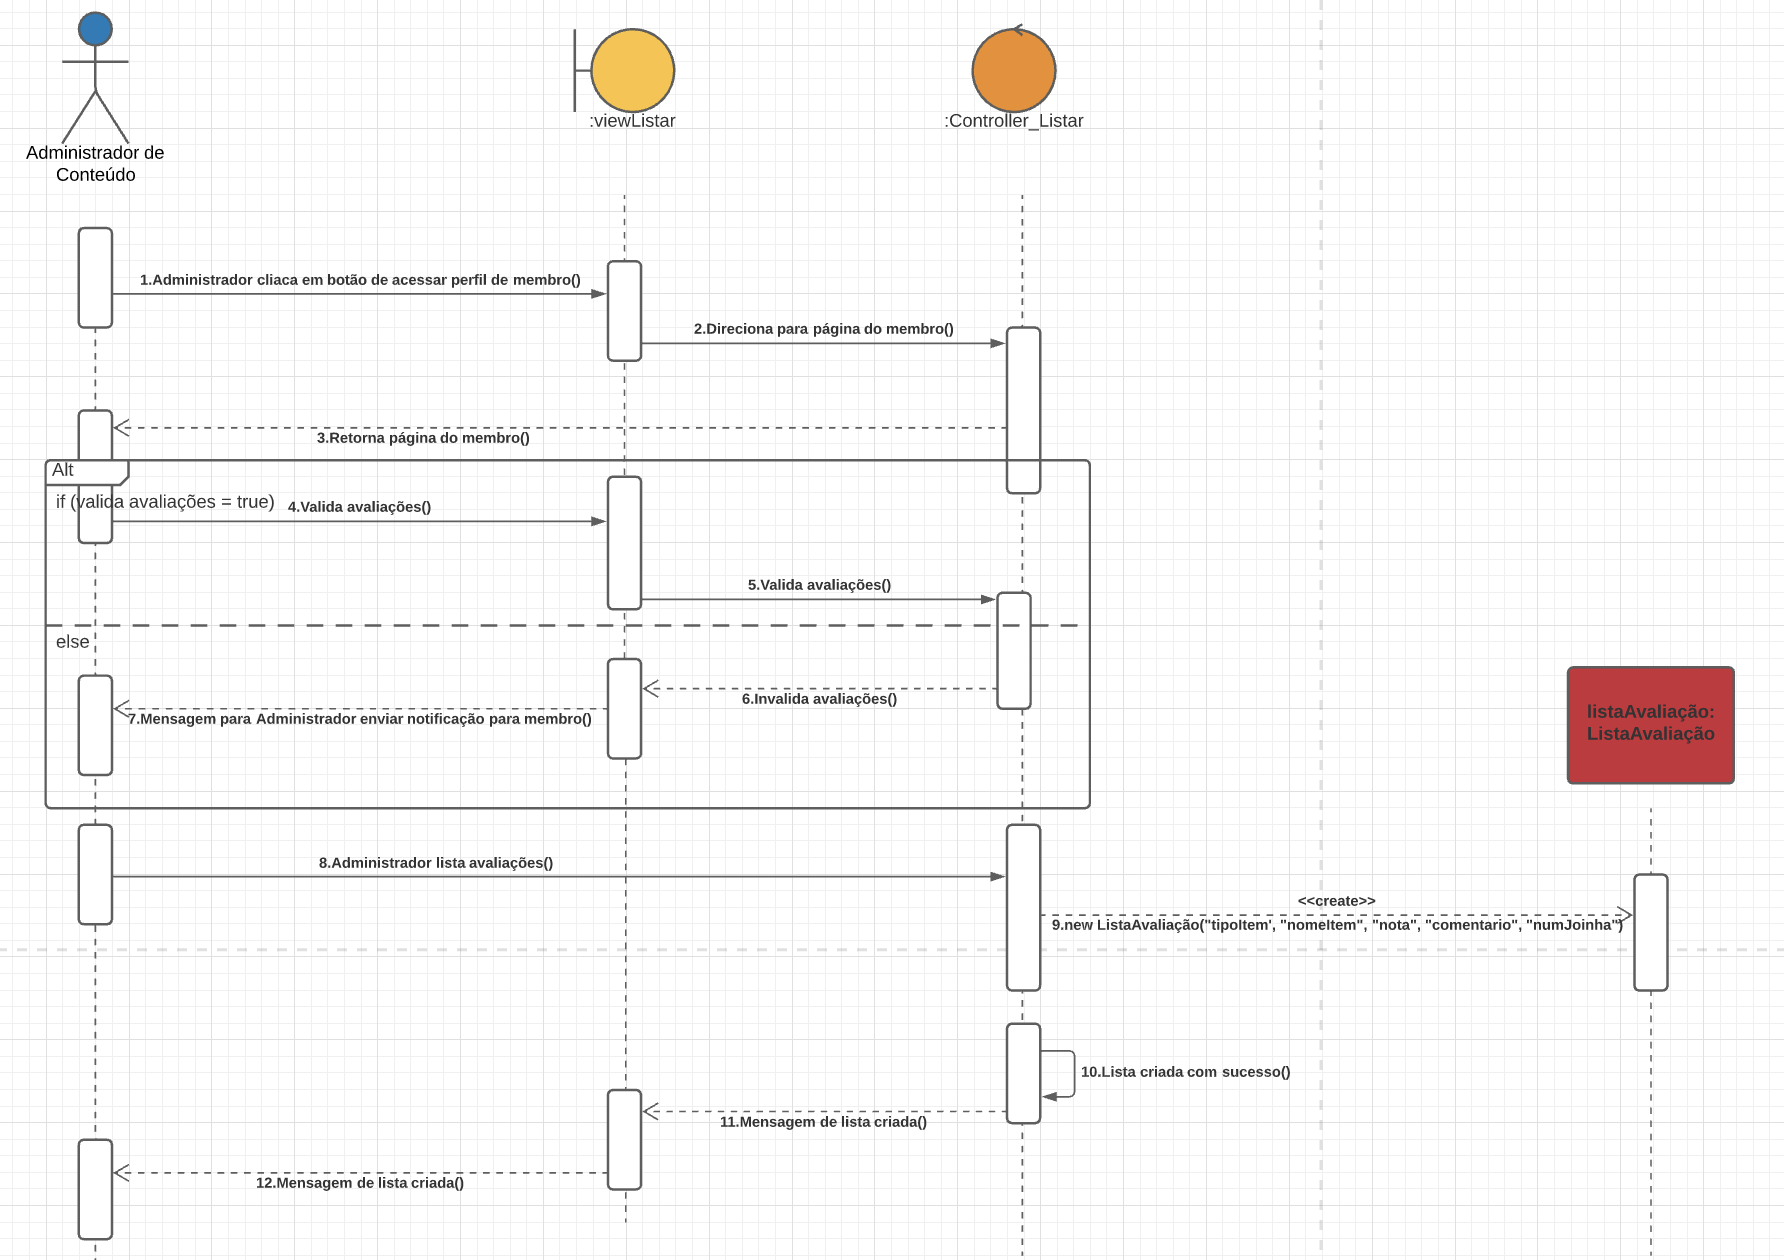 :viewListar
:Controller_Listar
Administrador de
Conteúdo
1.Administrador cliaca em botão de acessar perfil de membro()
2.Direciona para página do membro()
3.Retorna página do membro()
Alt
if (valida avaliações = true)
4.Valida avaliações()
5.Valida avaliações()
else
6.Invalida avaliações()
7.Mensagem para Administrador enviar notificação para membro()
listaAvaliação:
ListaAvaliação
8.Administrador lista avaliações()
<<create>>
9.new ListaAvaliação("tipoItem', "nomeItem", "nota", "comentario", "numJoinha")
10.Lista criada com sucesso()
11.Mensagem de lista criada()
12.Mensagem de lista criada()